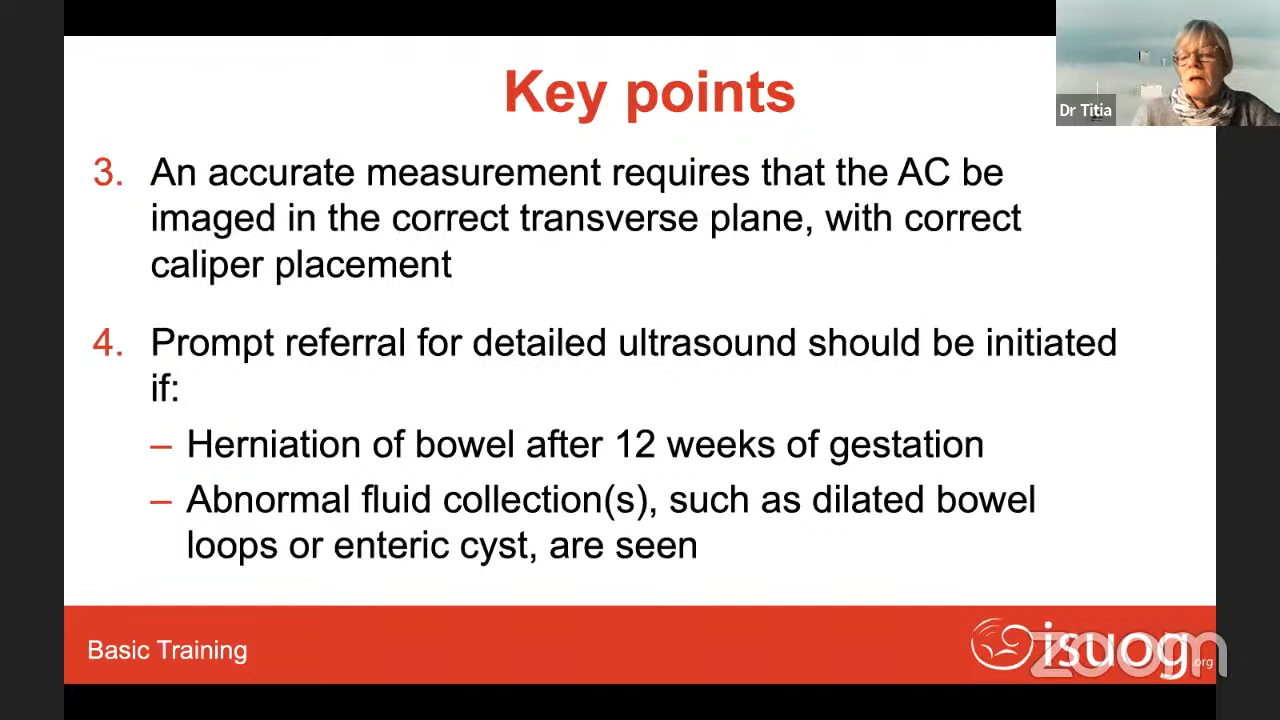 Key points
Dr Titia
3. An accurate measurement requires that the AC be
imaged in the correct transverse plane, with correct
caliper placement
4. Prompt referral for detailed ultrasound should be initiated
if:
– Herniation of bowel after 12 weeks of gestation
– Abnormal fluid collection(s), such as dilated bowel
loops or enteric cyst, are seen
Basic Training
isuog.org
zoom